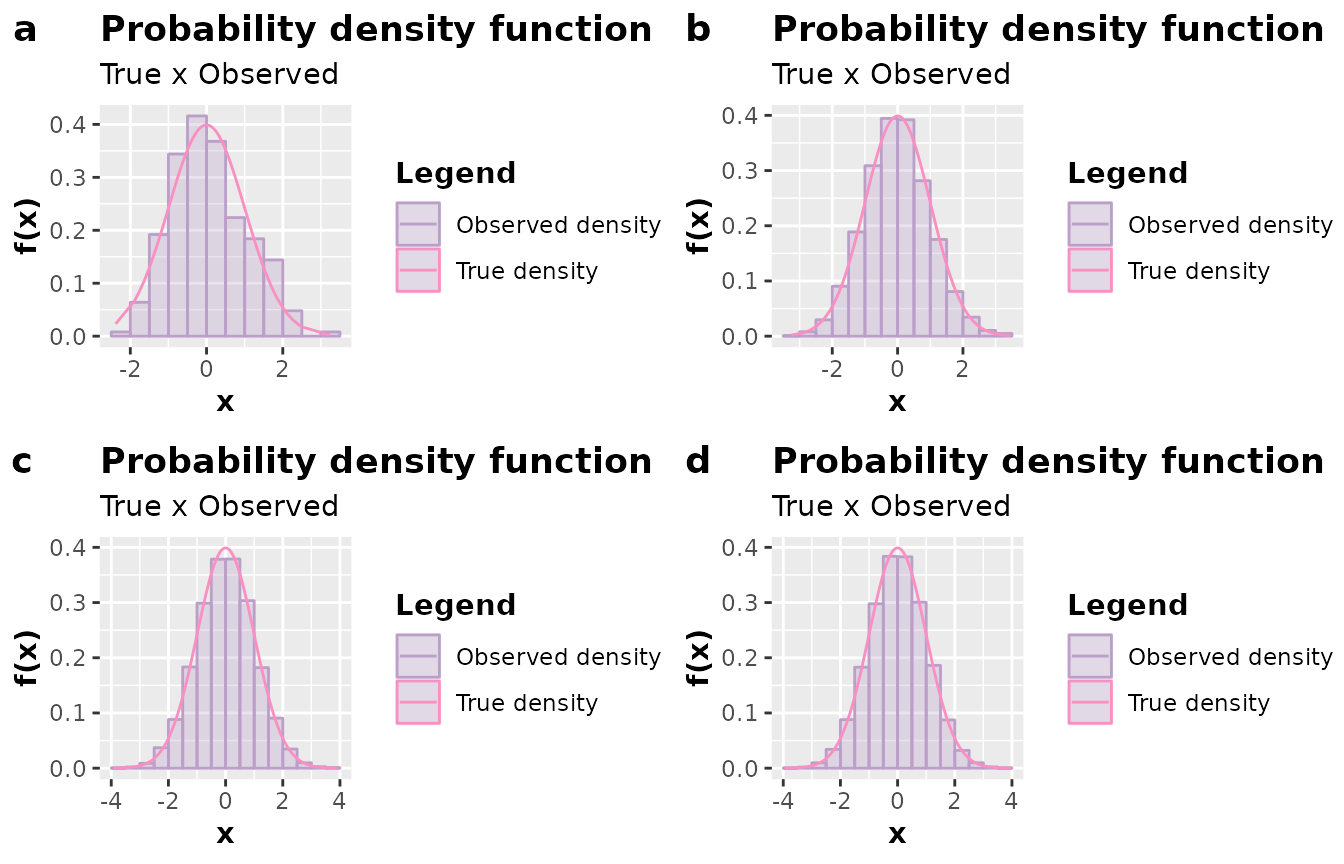 a
Probability density function
True x Observed
0.4
0.3
0.2
0.1
0.0
f(x)
-2 0 2
x
Legend
Observed density
True density
b
Probability density function
True x Observed
0.4
0.3
0.2
0.1
0.0
f(x)
-2 0 2
x
Legend
Observed density
True density
c
Probability density function
True x Observed
0.4
0.3
0.2
0.1
0.0
f(x)
-4 -2 0 2 4
x
Legend
Observed density
True density
d
Probability density function
True x Observed
0.4
0.3
0.2
0.1
0.0
f(x)
-4 -2 0 2 4
x
Legend
Observed density
True density